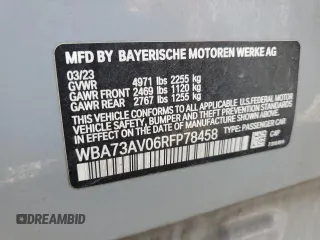 MFD BY BAYERISCHE MOTOREN WERKE AG
03/23
GVWR 4971 lbs 2255 kg
GAWR FRONT 2469 lbs 1120 kg
GAWR REAR 2767 lbs 1255 kg
THIS VEHICLE CONFORMS TO ALL APPLICABLE U.S. FEDERAL MOTOR
VEHICLE SAFETY, BUMPER, AND THEFT PREVENTION STANDARDS IN
EFFECT ON THE DATE OF MANUFACTURE SHOWN ABOVE.
WBA73AV06RFP78458
TYPE: PASSENGER CAR
CAP
DREAMBID